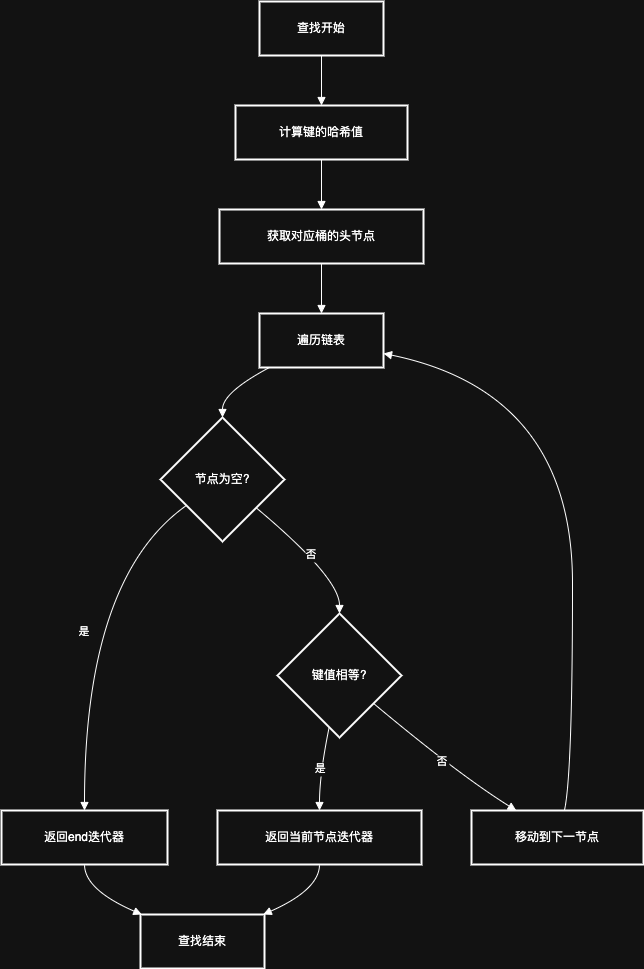 查找开始
计算键的哈希值
获取对应桶的头节点
遍历链表
节点为空?
否
是
键值相等?
否
是
返回end迭代器
返回当前节点迭代器
移动到下一节点
查找结束